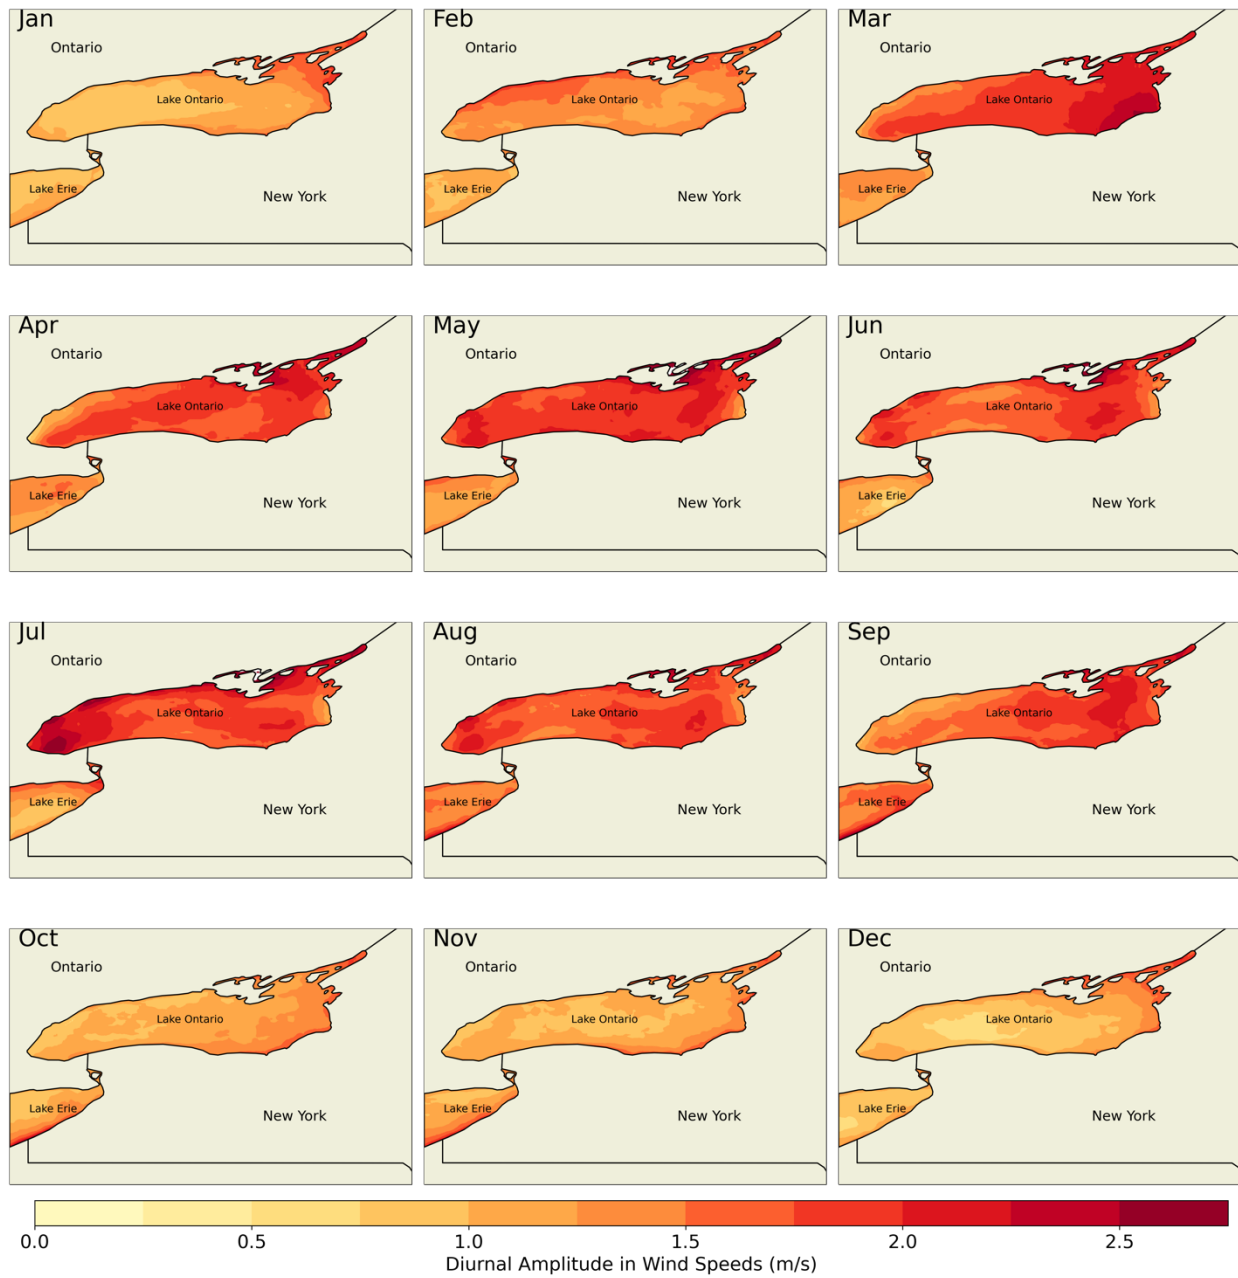 Jan
Ontario
Lake Ontario
Lake Erie
New York
Feb
Ontario
Lake Ontario
Lake Erie
New York
Mar
Ontario
Lake Ontario
Lake Erie
New York
Apr
Ontario
Lake Ontario
Lake Erie
New York
May
Ontario
Lake Ontario
Lake Erie
New York
Jun
Ontario
Lake Ontario
Lake Erie
New York
Jul
Ontario
Lake Ontario
Lake Erie
New York
Aug
Ontario
Lake Ontario
Lake Erie
New York
Sep
Ontario
Lake Ontario
Lake Erie
New York
Oct
Ontario
Lake Ontario
Lake Erie
New York
Nov
Ontario
Lake Ontario
Lake Erie
New York
Dec
Ontario
Lake Ontario
Lake Erie
New York
0.0 0.5 1.0 1.5 2.0 2.5
Diurnal Amplitude in Wind Speeds (m/s)